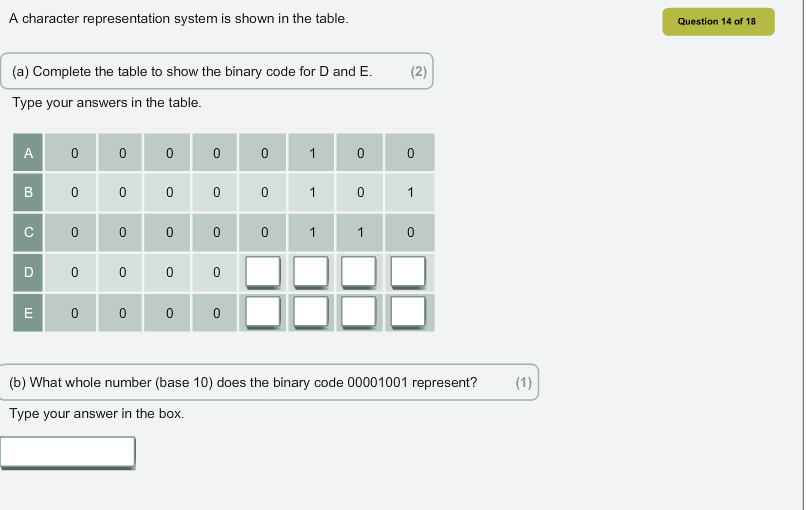 A character representation system is shown in the table.
Question 14 of 18
(a) Complete the table to show the binary code for D and E. (2)
Type your answers in the table.
A 0 0 0 0 0 1 0 0
B 0 0 0 0 0 1 0 1
C 0 0 0 0 0 1 1 0
D 0 0 0 0
E 0 0 0 0
(b) What whole number (base 10) does the binary code 00001001 represent? (1)
Type your answer in the box.